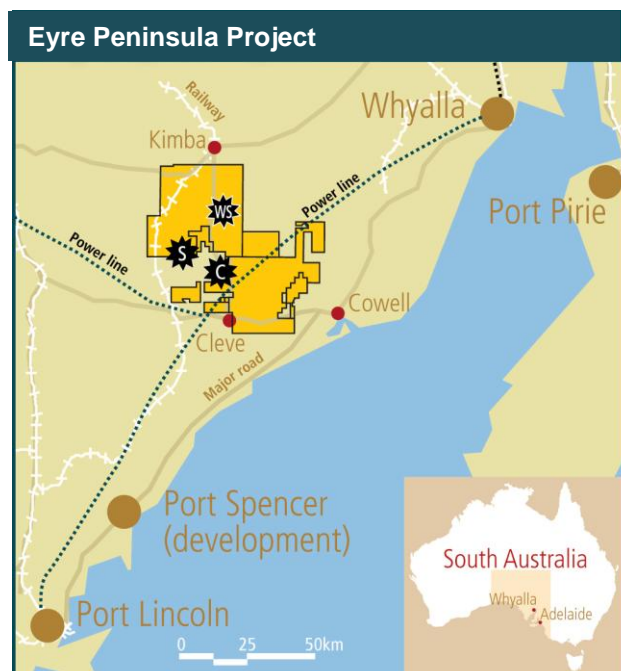 Eyre Peninsula Project
Railway
Whyalla
Kimba
Port Pirie
WS
Power line
Power line
S
C
Cowell
Cleve
Major road
Port Spencer
(development)
South Australia
Whyalla
Adelaide
Port Lincoln
0 25 50km